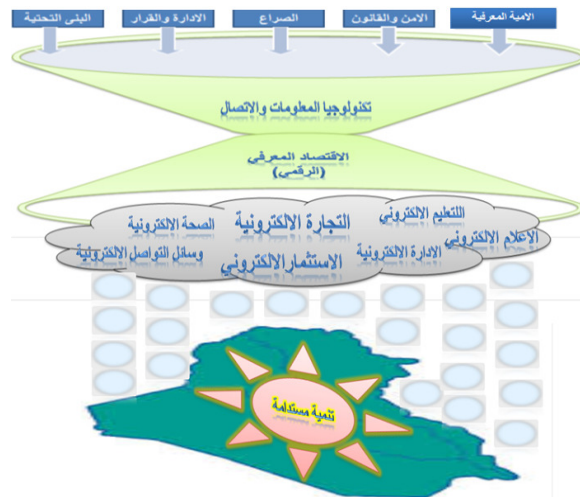 الامية المعرفية
الامن والقانون
الصراع
الادارة والقرار
البنى التحتية
تكنولوجيا المعلومات والاتصال
الاقتصاد المعرفي
(الرقمي)
اللتعليم الالكتروني
التجارة الالكترونية
الصحة الالكترونية
الاعلام الالكتروني
الادارة الالكترونية
الاستثمار الالكتروني
وسائل التواصل الالكترونية
تنمية مستدامة